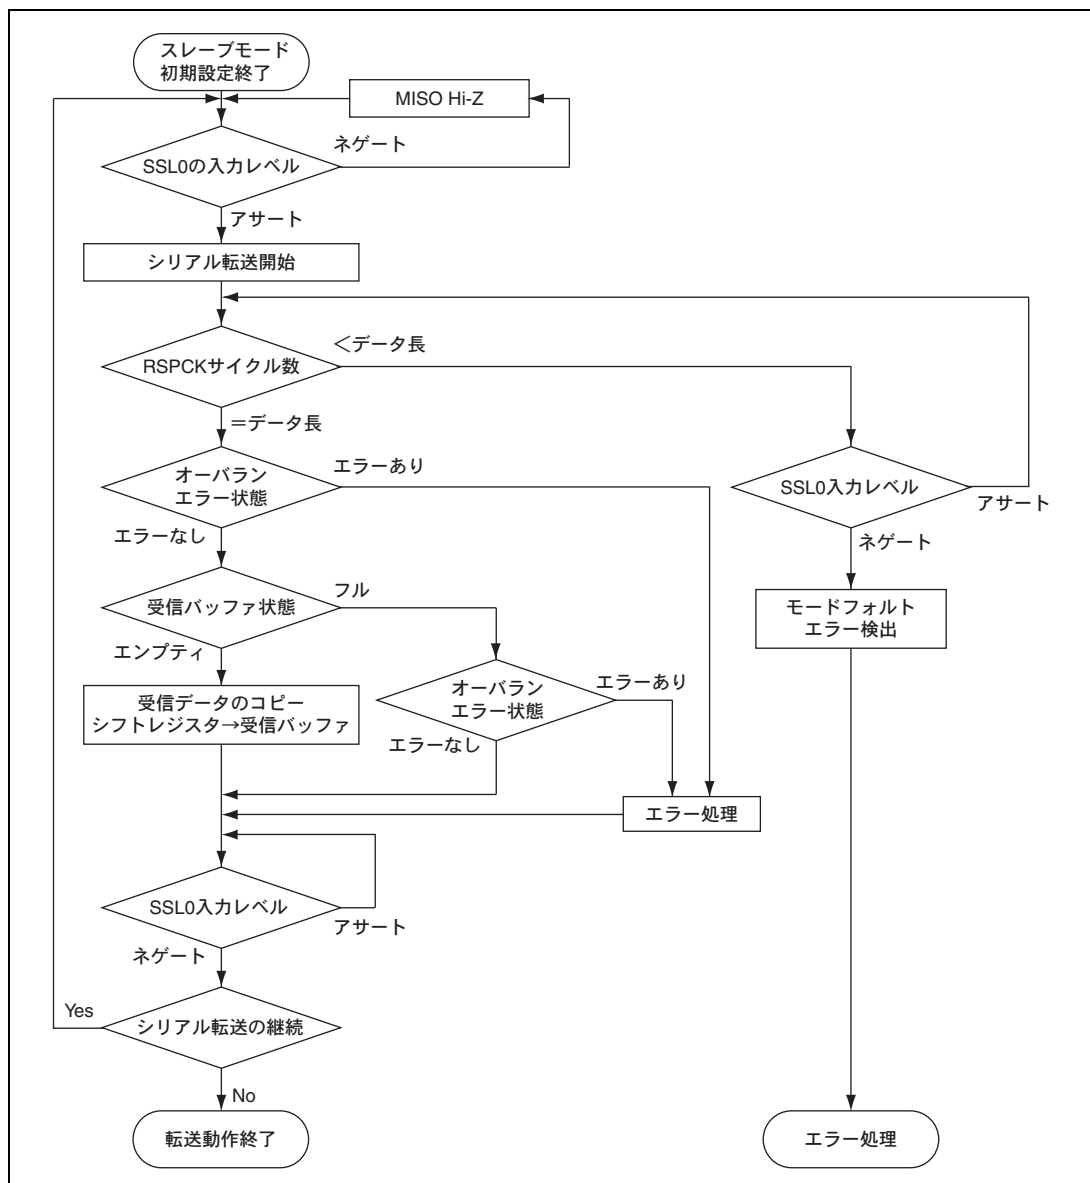 スレーブモード
初期設定終了
MISO Hi-Z
ネゲート
SSL0の入力レベル
アサート
シリアル転送開始
＜データ長
RSPCKサイクル数
＝データ長
オーバラン
エラー状態
エラーあり
SSL0入力レベル
アサート
エラーなし
ネゲート
受信バッファ状態
フル
モードフォルト
エラー検出
エンプティ
受信データのコピー
シフトレジスタ→受信バッファ
オーバラン
エラー状態
エラーあり
エラーなし
エラー処理
SSL0入力レベル
アサート
ネゲート
Yes
シリアル転送の継続
No
転送動作終了
エラー処理